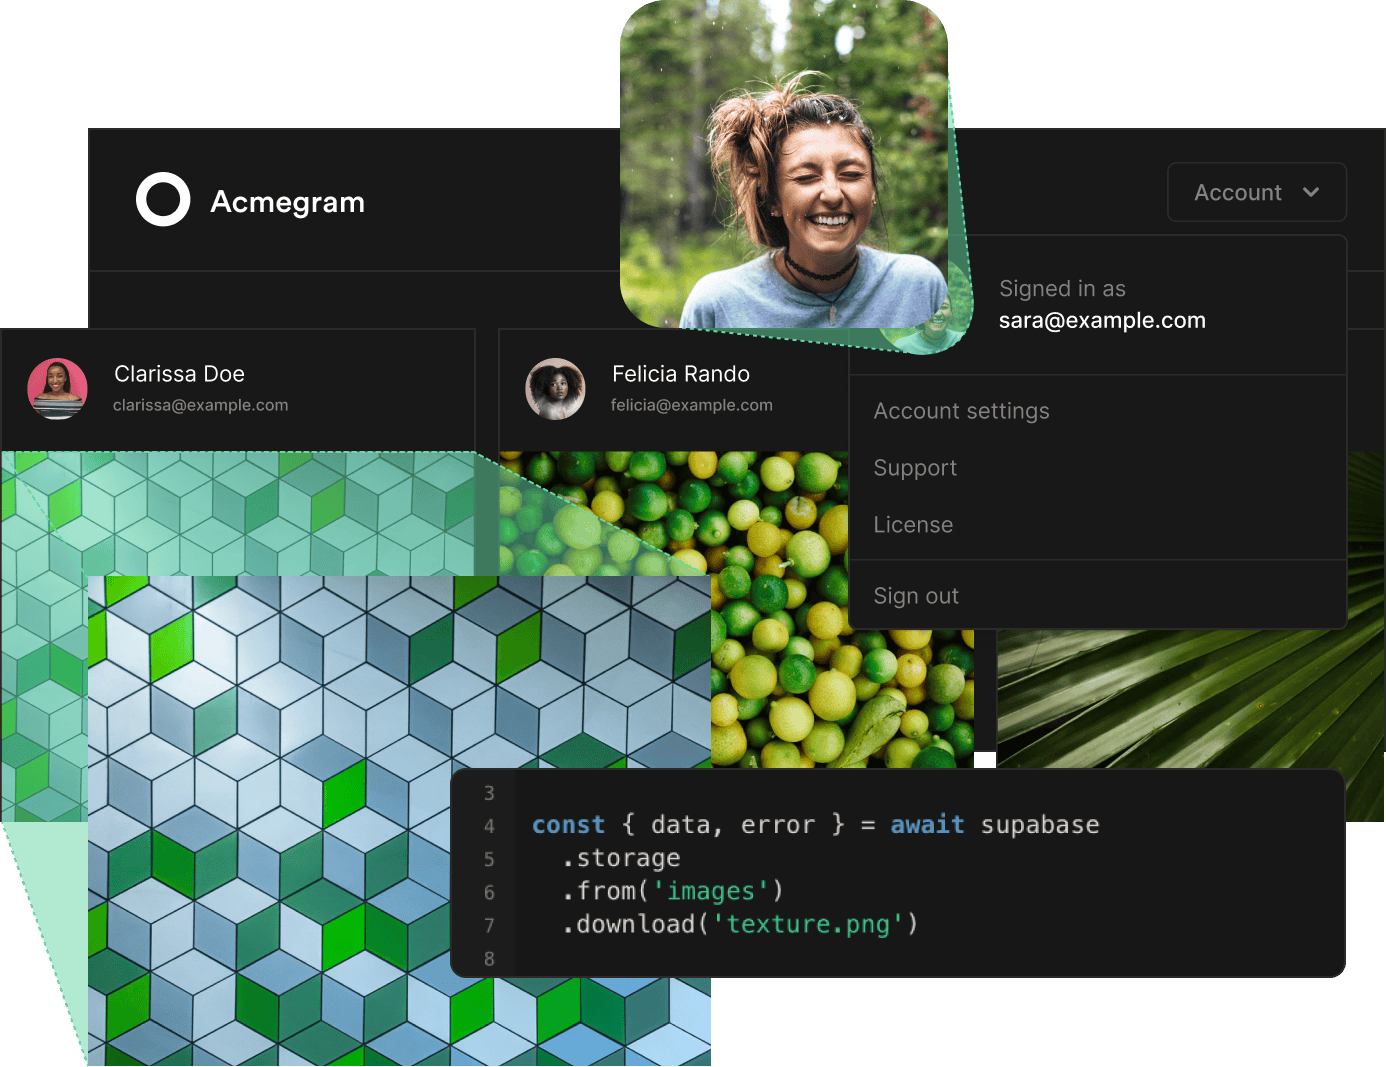 Acmegram
Account
Signed in as
sara@example.com
Clarissa Doe
clarissa@example.com
Felicia Rando
felicia@example.com
Account settings
Support
License
Sign out
3
4 const { data, error } = await supabase
5   .storage
6   .from('images')
7   .download('texture.png')
8